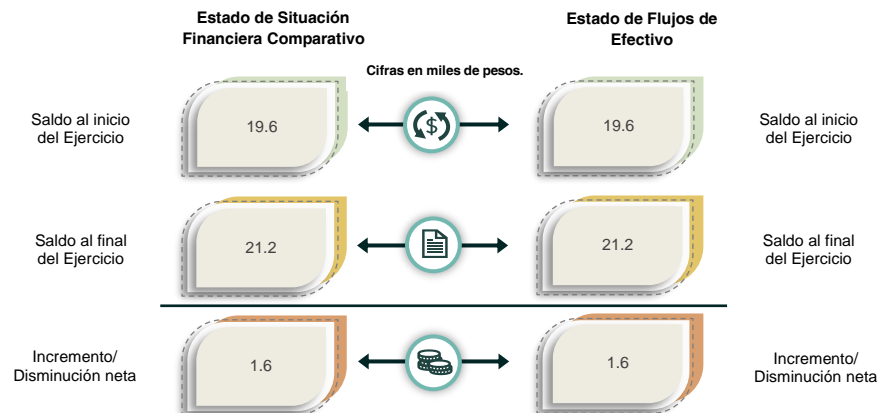 Estado de Situación
Financiera Comparativo
Estado de Flujos de
Efectivo
Cifras en miles de pesos.
Saldo al inicio
del Ejercicio
19.6
$
19.6
Saldo al inicio
del Ejercicio
Saldo al final
del Ejercicio
21.2
21.2
Saldo al final
del Ejercicio
Incremento/
Disminución neta
1.6
1.6
Incremento/
Disminución neta